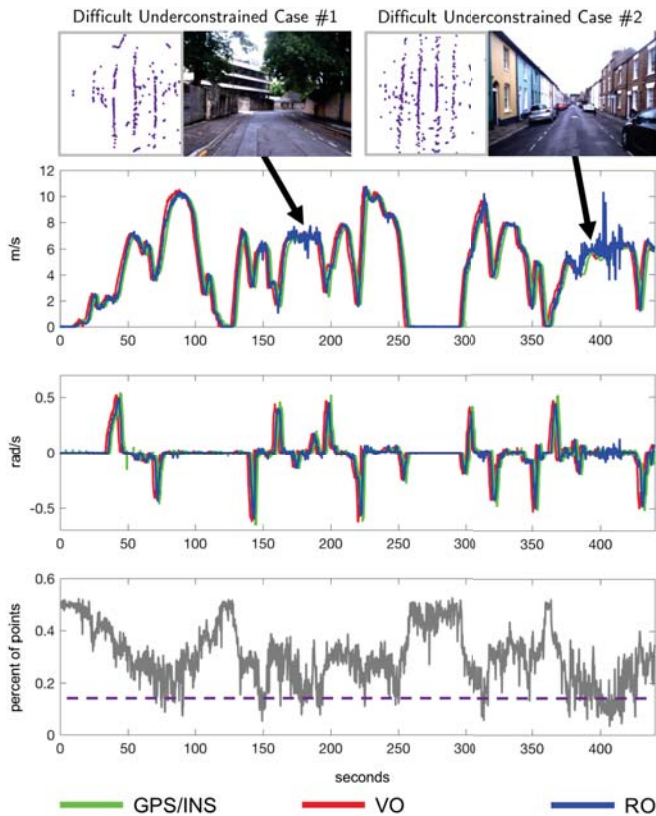 Difficult Underconstrained Case #1
Difficult Uncerconstrained Case #2
12
10
8
6
4
2
0
m/s
0 50 100 150 200 250 300 350 400
0.5
0
-0.5
rad/s
0 50 100 150 200 250 300 350 400
0.6
0.4
0.2
0
percent of points
0 50 100 150 200 250 300 350 400
seconds
GPS/INS VO RO